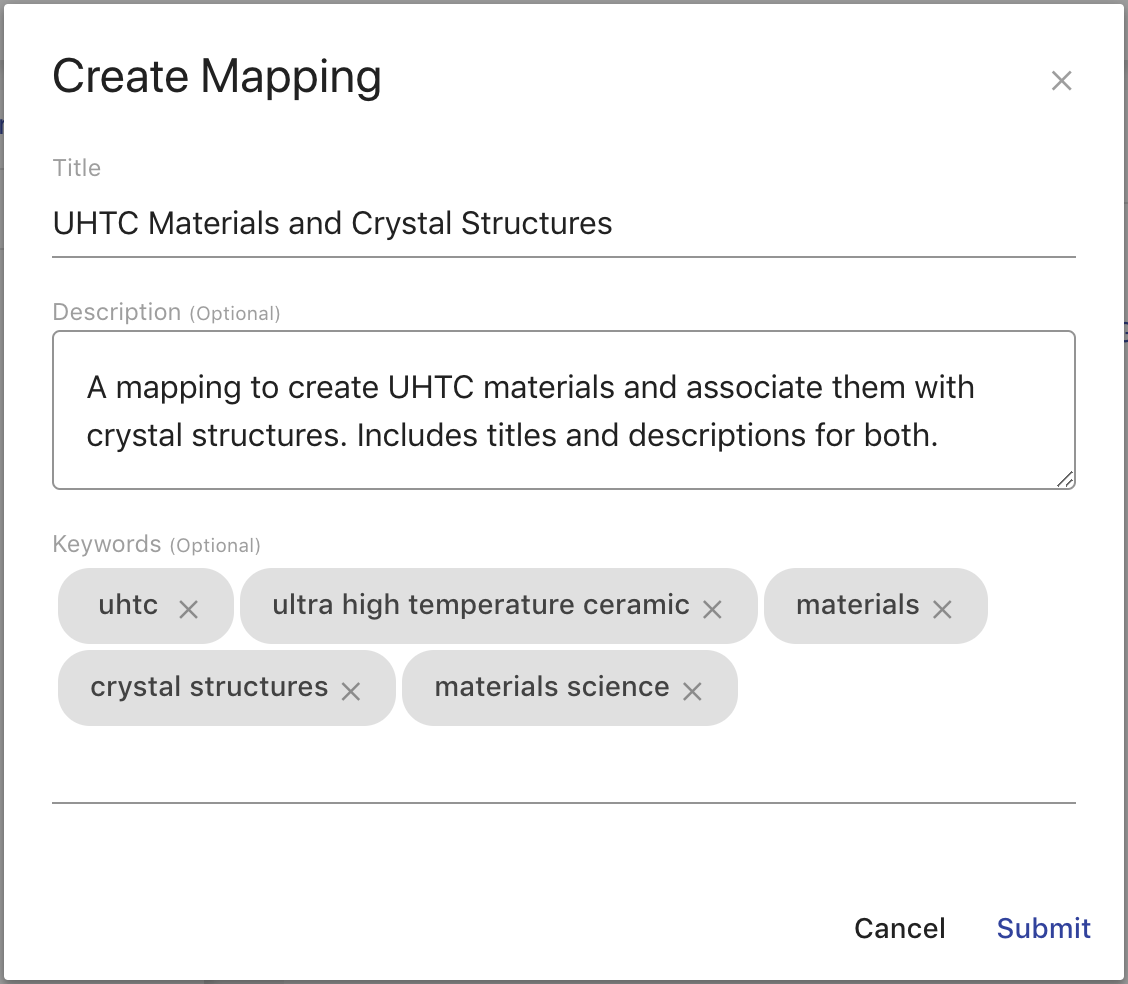 Create Mapping
Title
UHTC Materials and Crystal Structures
Description (Optional)
A mapping to create UHTC materials and associate them with
crystal structures. Includes titles and descriptions for both.
Keywords (Optional)
uhtc ultra high temperature ceramic materials
crystal structures materials science
Cancel Submit